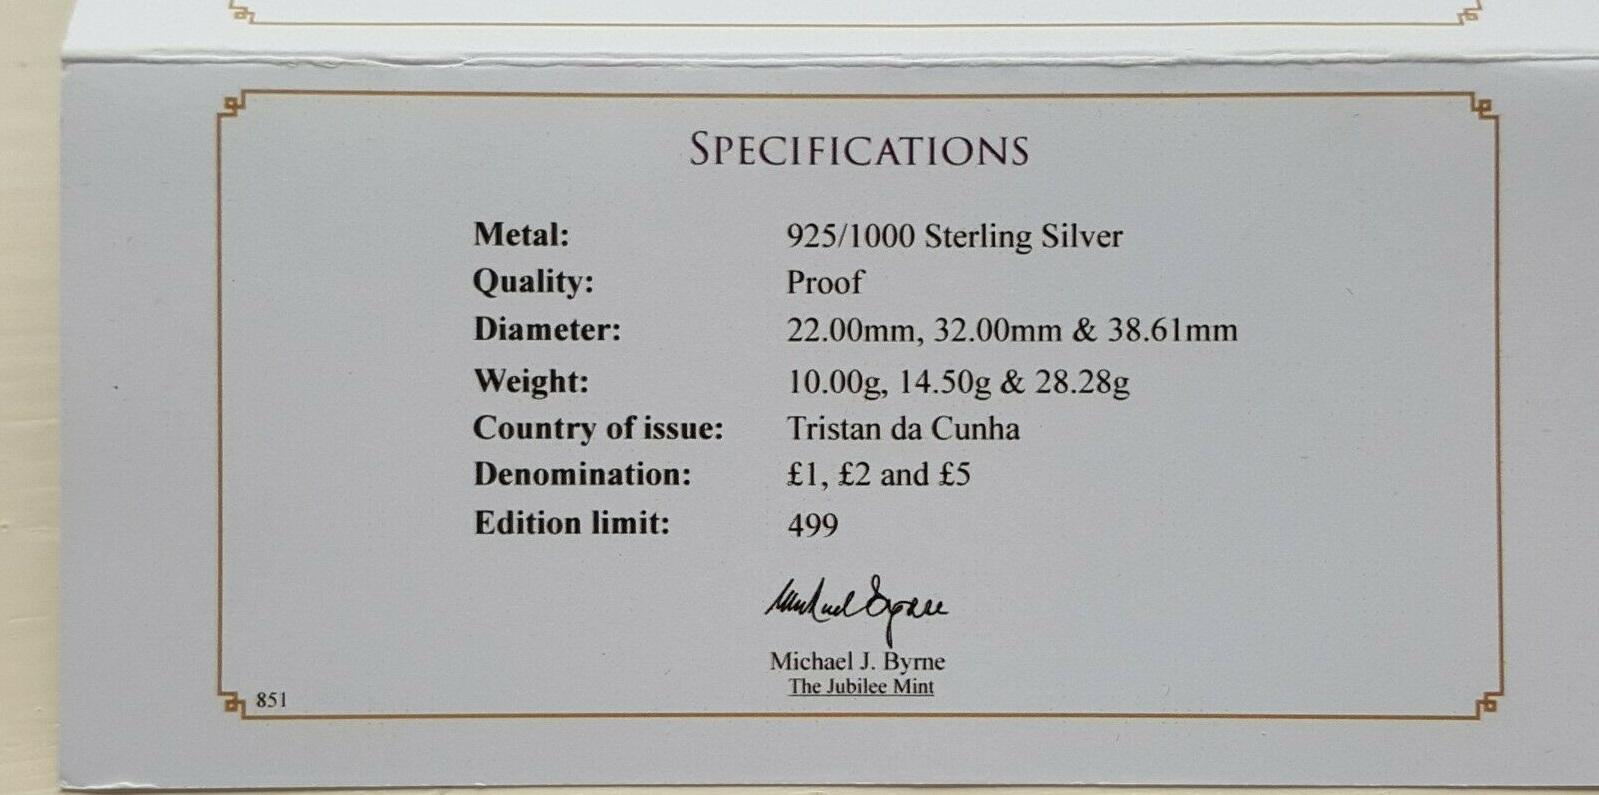 SPECIFICATIONS
Metal: 925/1000 Sterling Silver
Quality: Proof
Diameter: 22.00mm, 32.00mm & 38.61mm
Weight: 10.00g, 14.50g & 28.28g
Country of issue: Tristan da Cunha
Denomination: £1, £2 and £5
Edition limit: 499
Michael Byrne
Michael J. Byrne
The Jubilee Mint
851